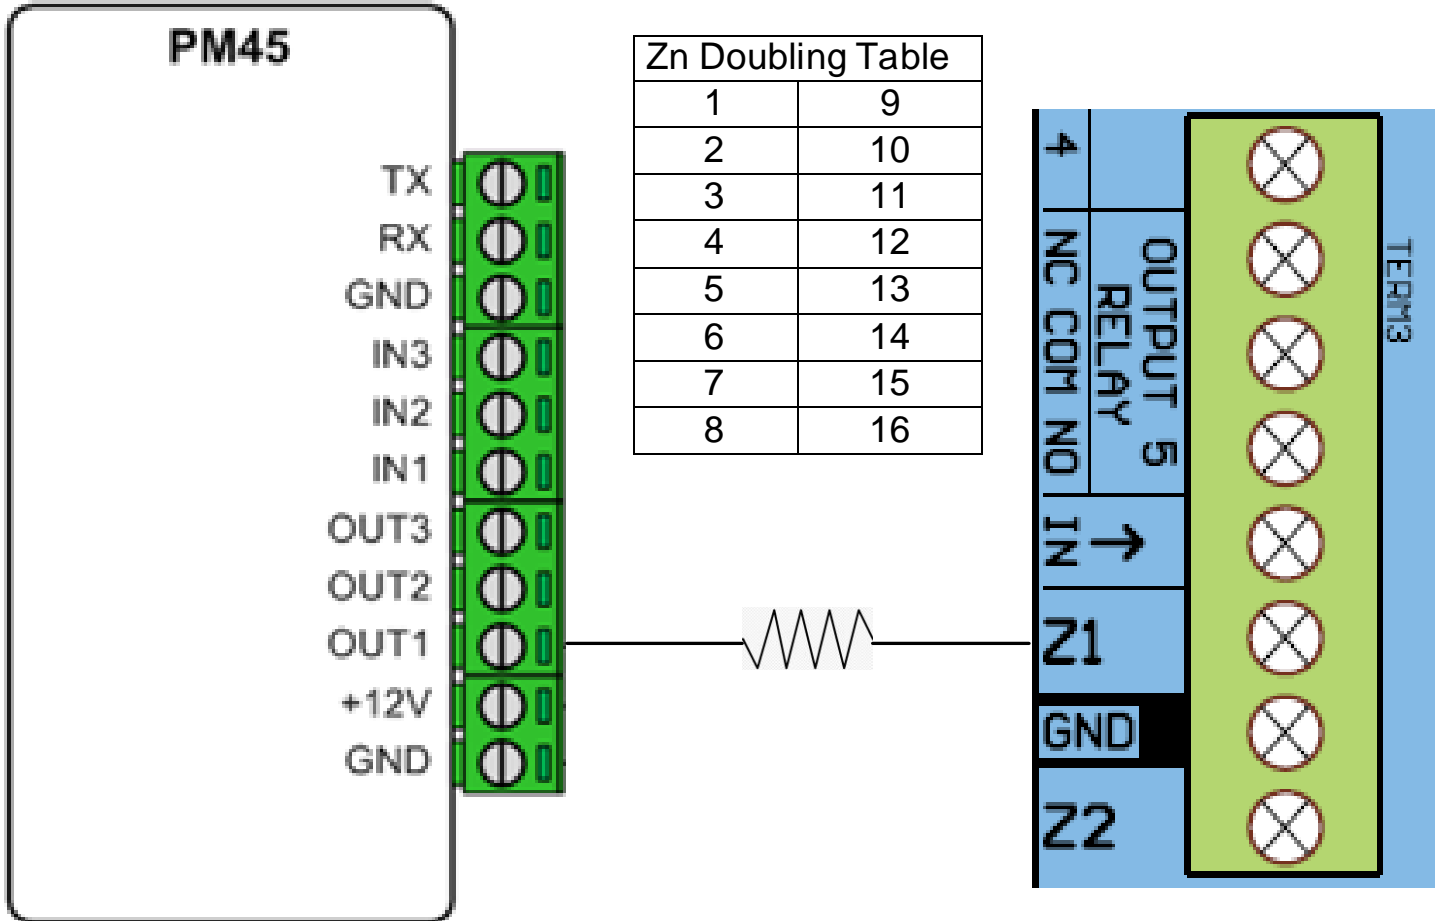 PM45
TX
RX
GND
IN3
IN2
IN1
OUT3
OUT2
OUT1
+12V
GND
Zn Doubling Table
1 9
2 10
3 11
4 12
5 13
6 14
7 15
8 16
4
NC COM NO
RELAY
OUTPUT 5
IN →
Z1
GND
Z2
TERM3